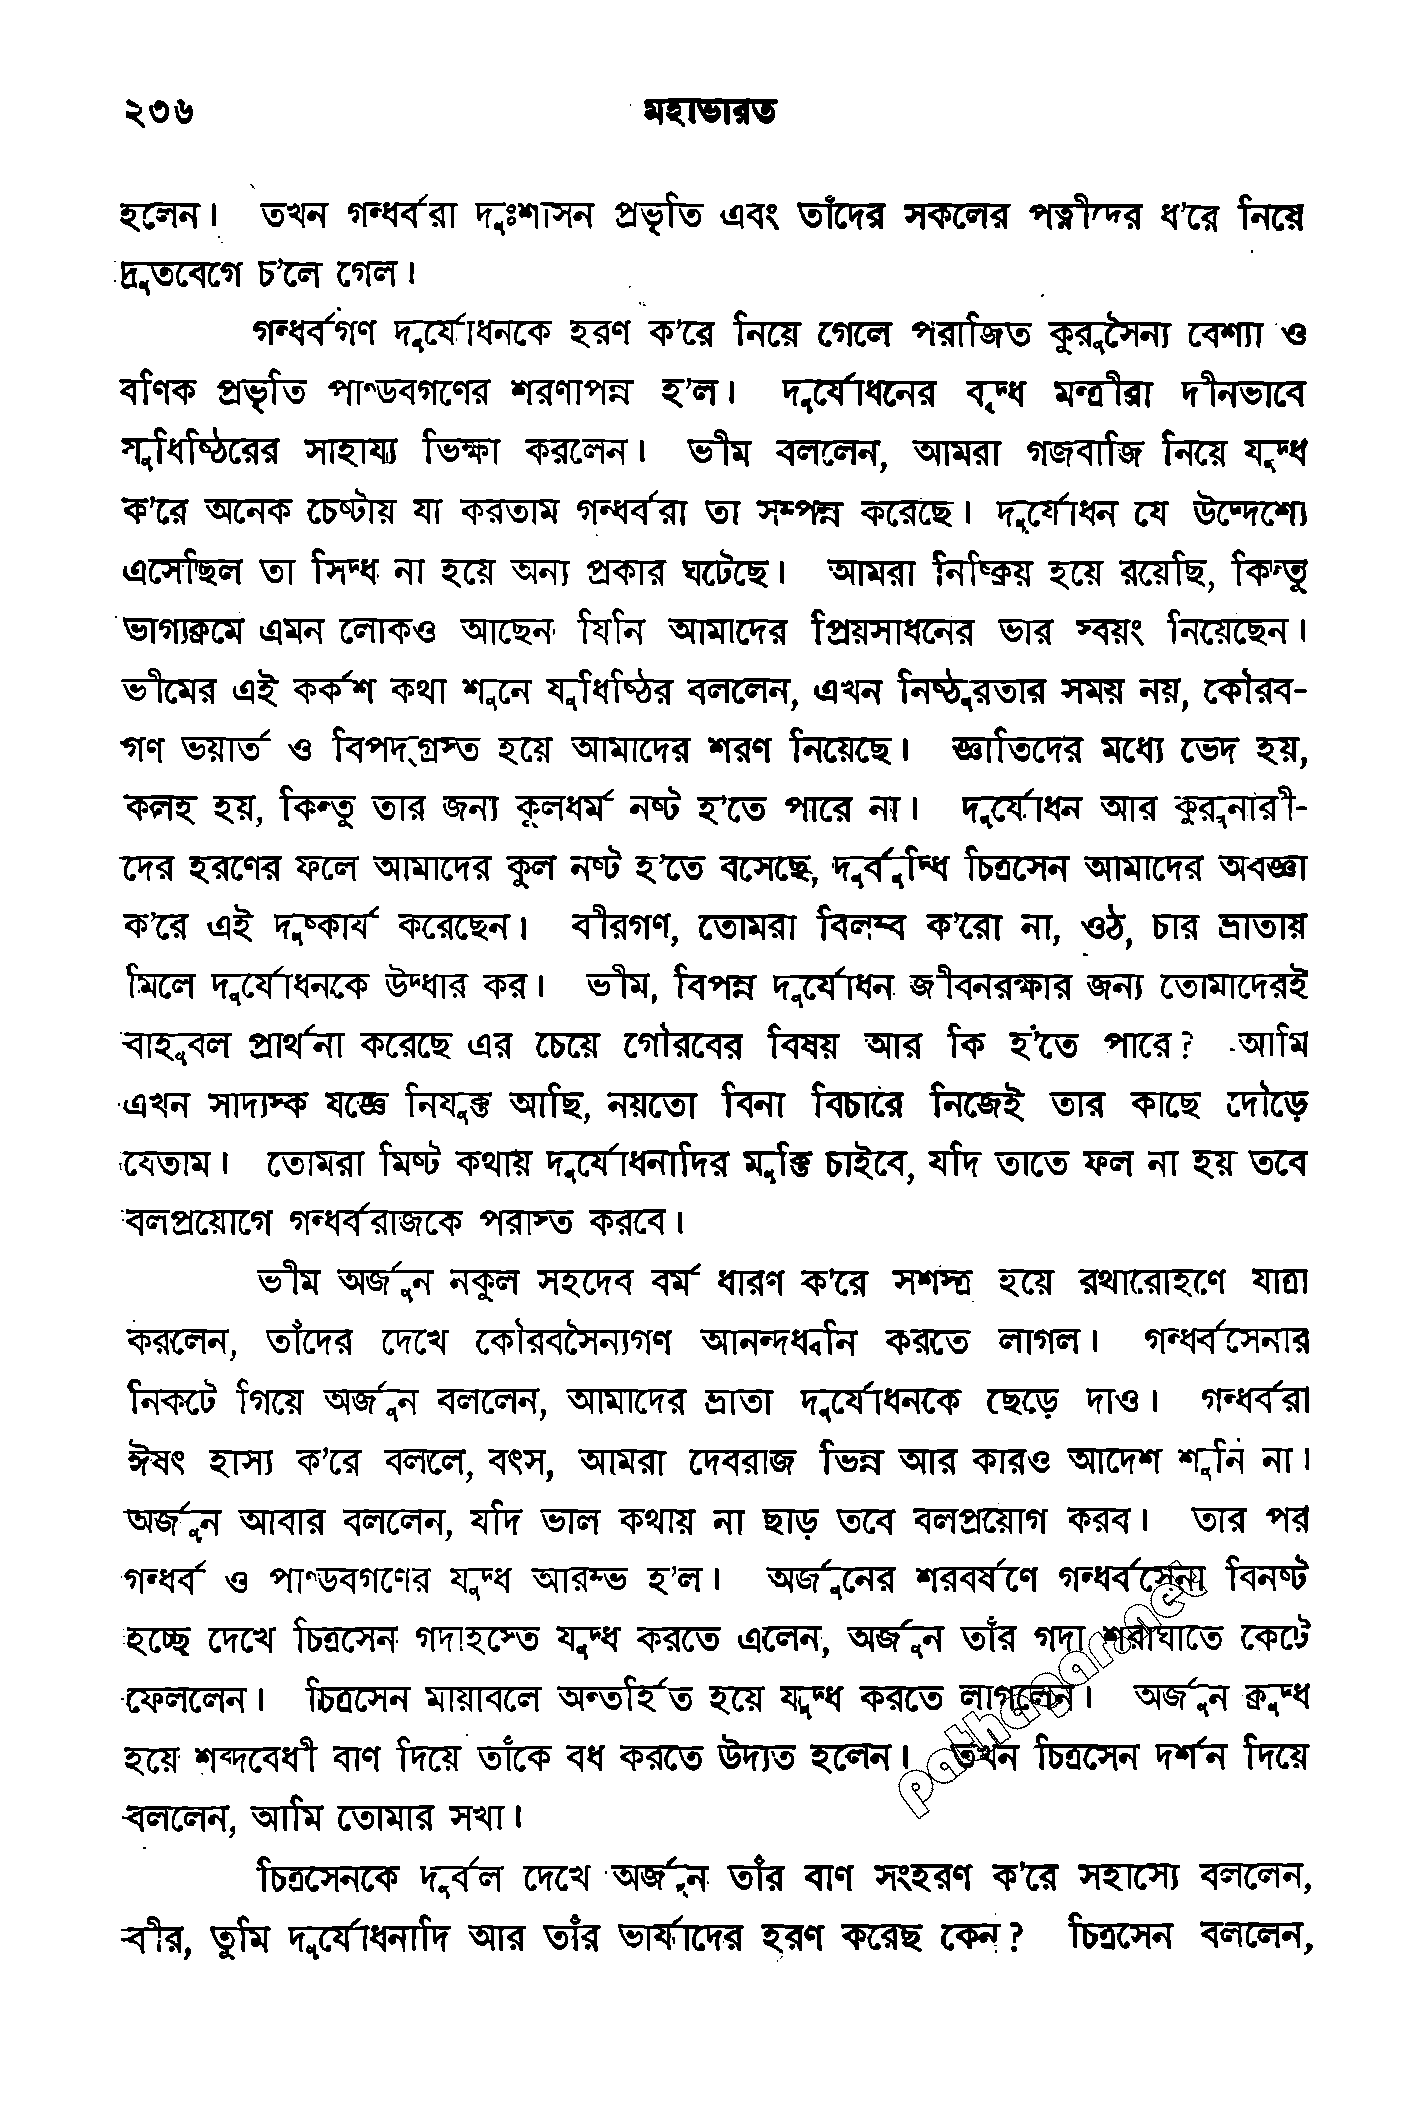 ২৩৬ মহাভারত
হলেন। তখন গন্ধর্বরা দুঃশাসন প্রভৃতি এবং তাঁদের সকলের পত্নীদের ধ'রে নিয়ে
দ্রুতবেগে চ'লে গেল।
গন্ধর্বগণ দুর্যোধনকে হরণ ক'রে নিয়ে গেলে পরাজিত কুরুসৈন্য বেশ্যা ও
বণিক প্রভৃতি পাণ্ডবগণের শরণাপন্ন হ'ল। দুর্যোধনের বৃদ্ধ মন্ত্রীরা দীনভাবে
যুধিষ্ঠিরের সাহায্য ভিক্ষা করলেন। ভীম বললেন, আমরা গজবাজি নিয়ে যুদ্ধ
ক'রে অনেক চেষ্টায় যা করতাম গন্ধর্বরা তা সম্পন্ন করেছে। দুর্যোধন যে উদ্দেশ্যে
এসেছিল তা সিদ্ধ না হয়ে অন্য প্রকার ঘটেছে। আমরা নিষ্ক্রিয় হয়ে রয়েছি, কিন্তু
ভাগ্যক্রমে এমন লোকও আছেন যিনি আমাদের প্রিয়সাধনের ভার স্বয়ং নিয়েছেন।
ভীমের এই কর্কশ কথা শুনে যুধিষ্ঠির বললেন, এখন নিষ্ঠুরতার সময় নয়, কৌরব-
গণ ভয়ার্ত ও বিপদ্‌গ্রস্ত হয়ে আমাদের শরণ নিয়েছে। জ্ঞাতিদের মধ্যে ভেদ হয়,
কলহ হয়, কিন্তু তার জন্য কুলধর্ম নষ্ট হ'তে পারে না। দুর্যোধন আর কুরুনারী-
দের হরণের ফলে আমাদের কুল নষ্ট হ'তে বসেছে, দুর্বুদ্ধি চিত্রসেন আমাদের অবজ্ঞা
ক'রে এই দুষ্কার্য করেছেন। বীরগণ, তোমরা বিলম্ব ক'রো না, ওঠ, চার ভ্রাতায়
মিলে দুর্যোধনকে উদ্ধার কর। ভীম, বিপন্ন দুর্যোধন জীবনরক্ষার জন্য তোমাদেরই
বাহুবল প্রার্থনা করেছে এর চেয়ে গৌরবের বিষয় আর কি হ'তে পারে? আমি
এখন সাদ্যস্ক যজ্ঞে নিযুক্ত আছি, নয়তো বিনা বিচারে নিজেই তার কাছে দৌড়ে
যেতাম। তোমরা মিষ্ট কথায় দুর্যোধনাদির মুক্তি চাইবে, যদি তাতে ফল না হয় তবে
বলপ্রয়োগে গন্ধর্বরাজকে পরাস্ত করবে।
ভীম অর্জুন নকুল সহদেব বর্ম ধারণ ক'রে সশস্ত্র হয়ে রথারোহণে যাত্রা
করলেন, তাঁদের দেখে কৌরবসৈন্যগণ আনন্দধ্বনি করতে লাগল। গন্ধর্বসেনার
নিকটে গিয়ে অর্জুন বললেন, আমাদের ভ্রাতা দুর্যোধনকে ছেড়ে দাও। গন্ধর্বরা
ঈষৎ হাস্য ক'রে বললে, বৎস, আমরা দেবরাজ ভিন্ন আর কারও আদেশ শুনি না।
অর্জুন আবার বললেন, যদি ভাল কথায় না ছাড় তবে বলপ্রয়োগ করব। তার পর
গন্ধর্ব ও পাণ্ডবগণের যুদ্ধ আরম্ভ হ'ল। অর্জুনের শরবর্ষণে গন্ধর্বসেনা বিনষ্ট
হচ্ছে দেখে চিত্রসেন গদাহস্তে যুদ্ধ করতে এলেন, অর্জুন তাঁর গদা শরাঘাতে কেটে
ফেললেন। চিত্রসেন মায়াবলে অন্তর্হিত হয়ে যুদ্ধ করতে লাগলেন। অর্জুন ক্রুদ্ধ
হয়ে শব্দবেধী বাণ দিয়ে তাঁকে বধ করতে উদ্যত হলেন। তখন চিত্রসেন দর্শন দিয়ে
বললেন, আমি তোমার সখা।
চিত্রসেনকে দুর্বল দেখে অর্জুন তাঁর বাণ সংহরণ ক'রে সহাস্যে বললেন,
বীর, তুমি দুর্যোধনাদি আর তাঁর ভার্যাদের হরণ করেছ কেন? চিত্রসেন বললেন,